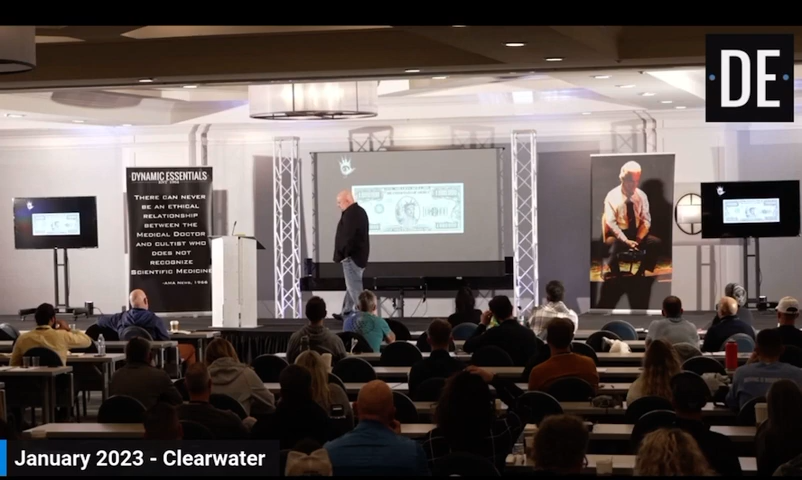 DE
DYNAMIC ESSENTIALS
THERE CAN NEVER
BE AN ETHICAL
RELATIONSHIP
BETWEEN THE
MEDICAL DOCTOR
AND CULTIST WHO
DOES NOT
RECOGNIZE
SCIENTIFIC MEDICINE
January 2023 - Clearwater